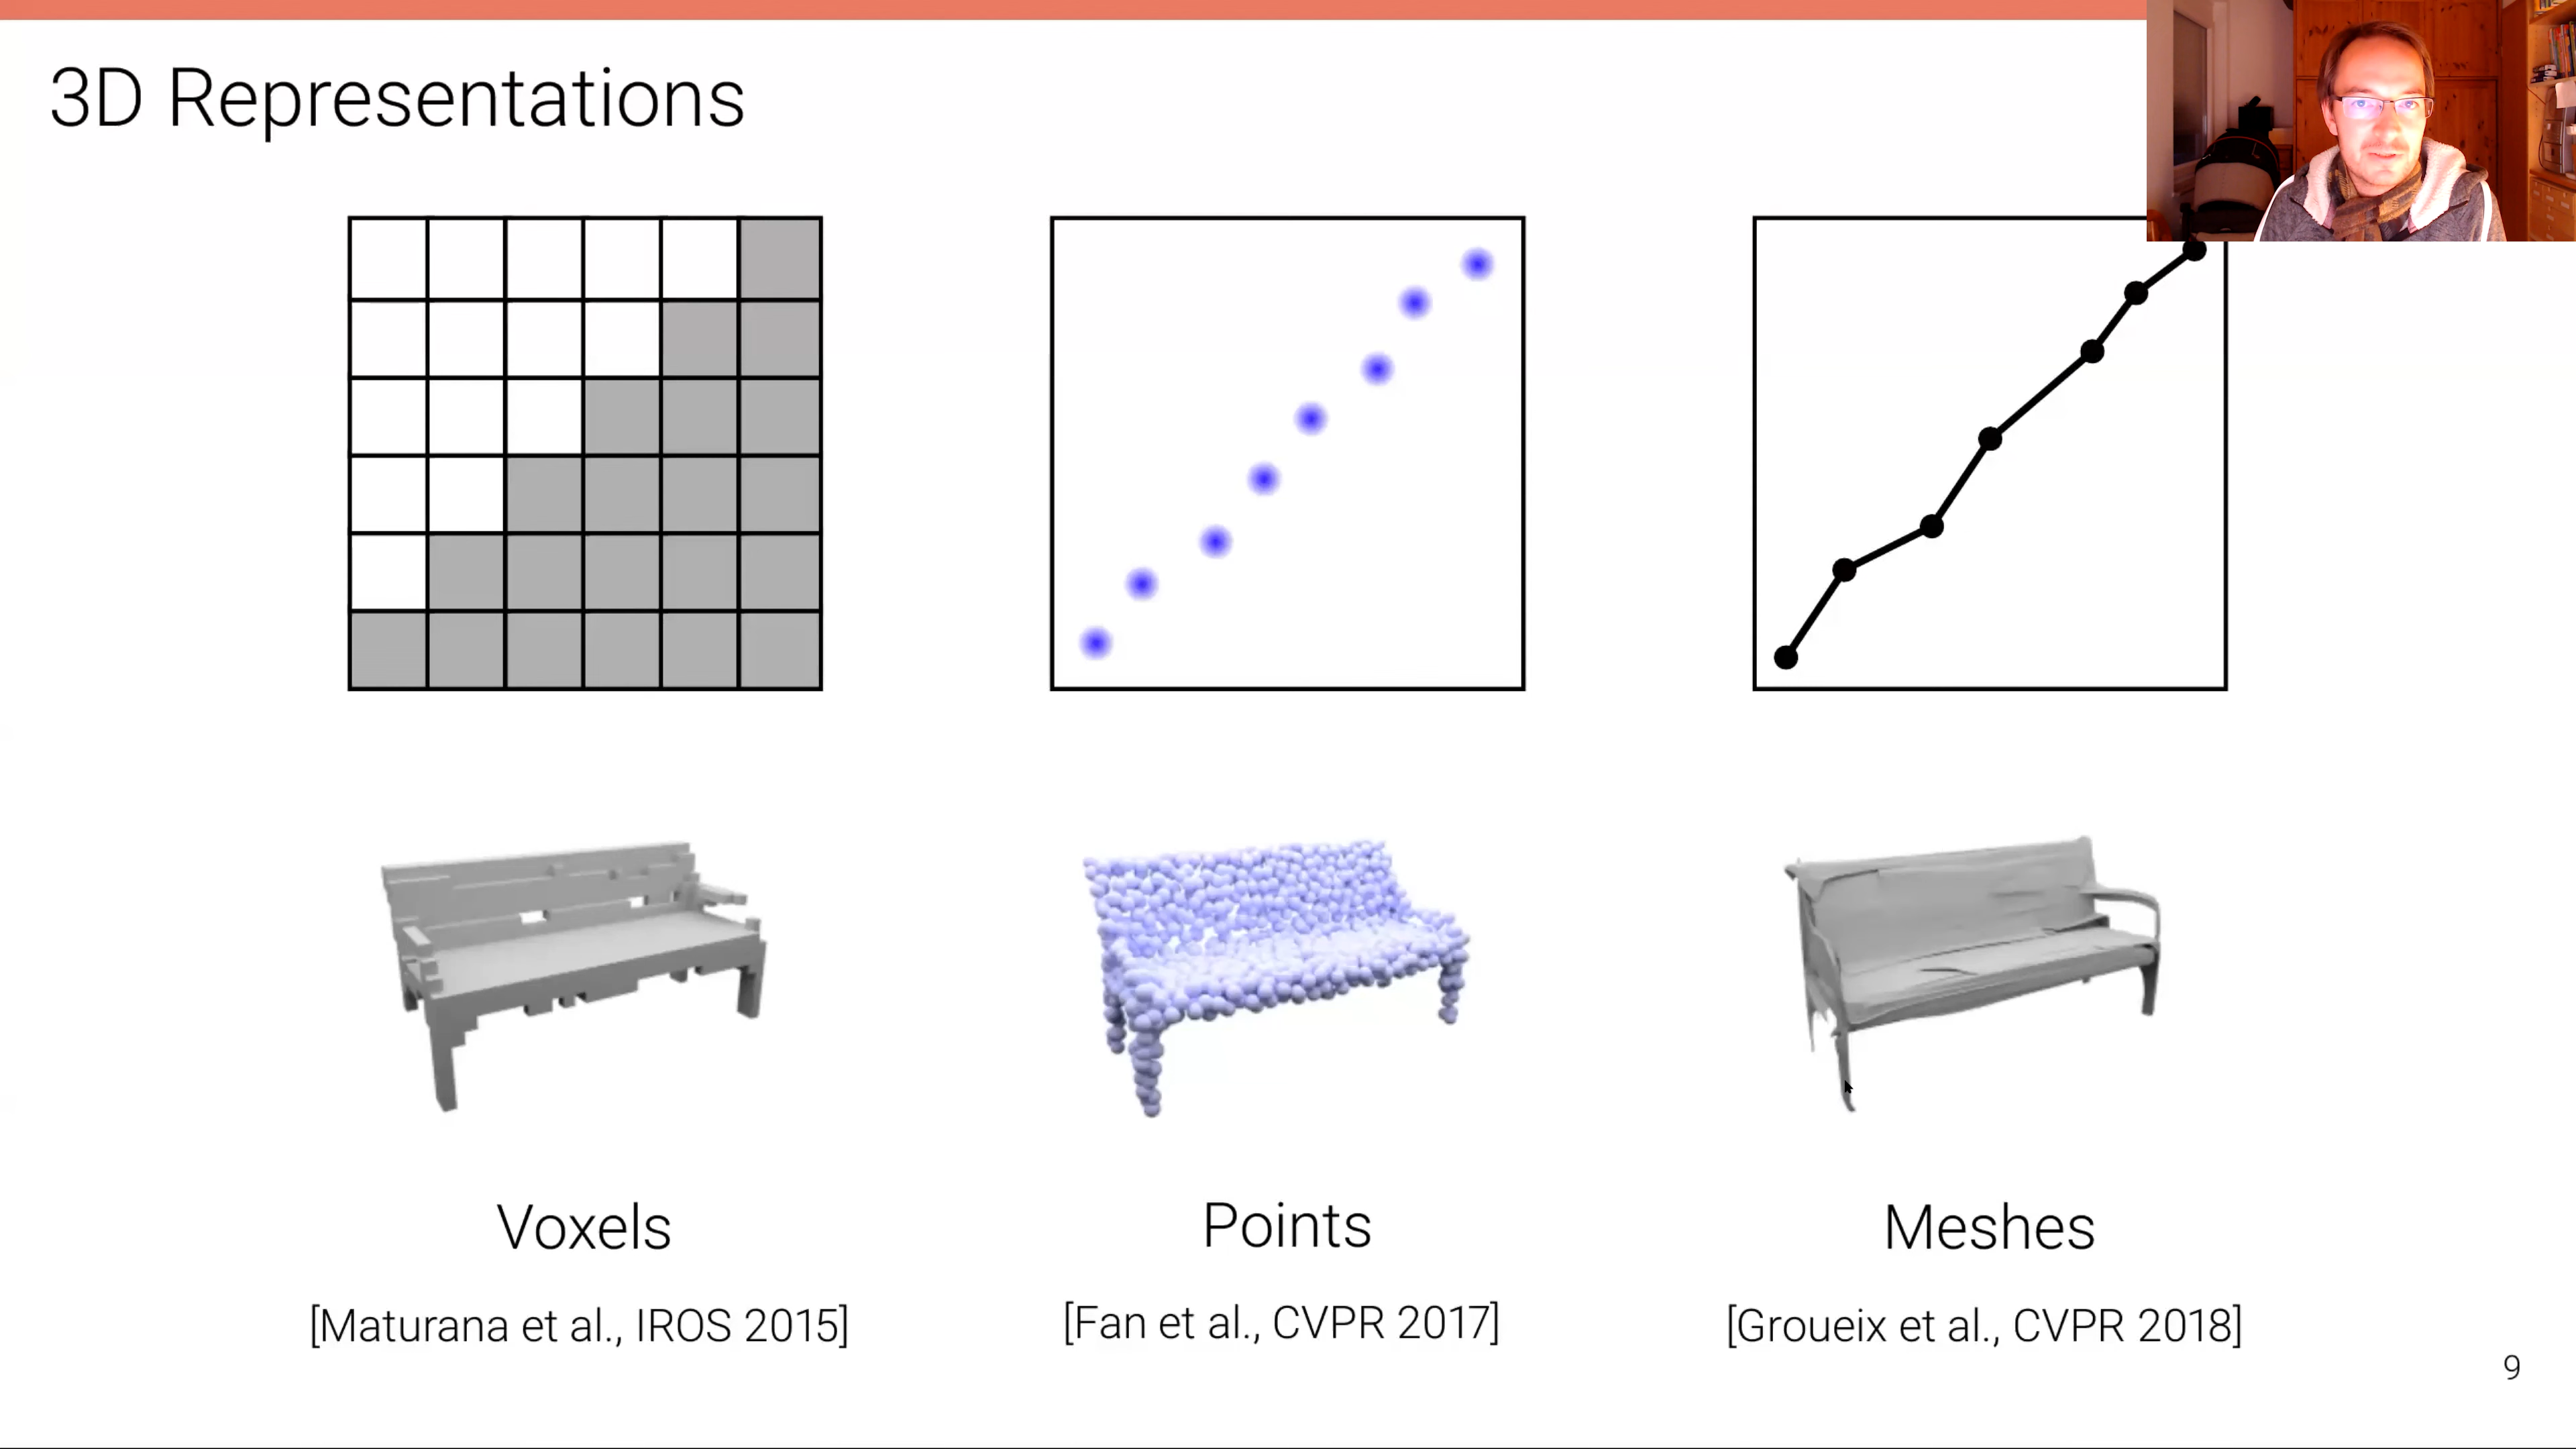 3D Representations
Voxels
Points
Meshes
[Maturana et al., IROS 2015]
[Fan et al., CVPR 2017]
[Groueix et al., CVPR 2018]
9